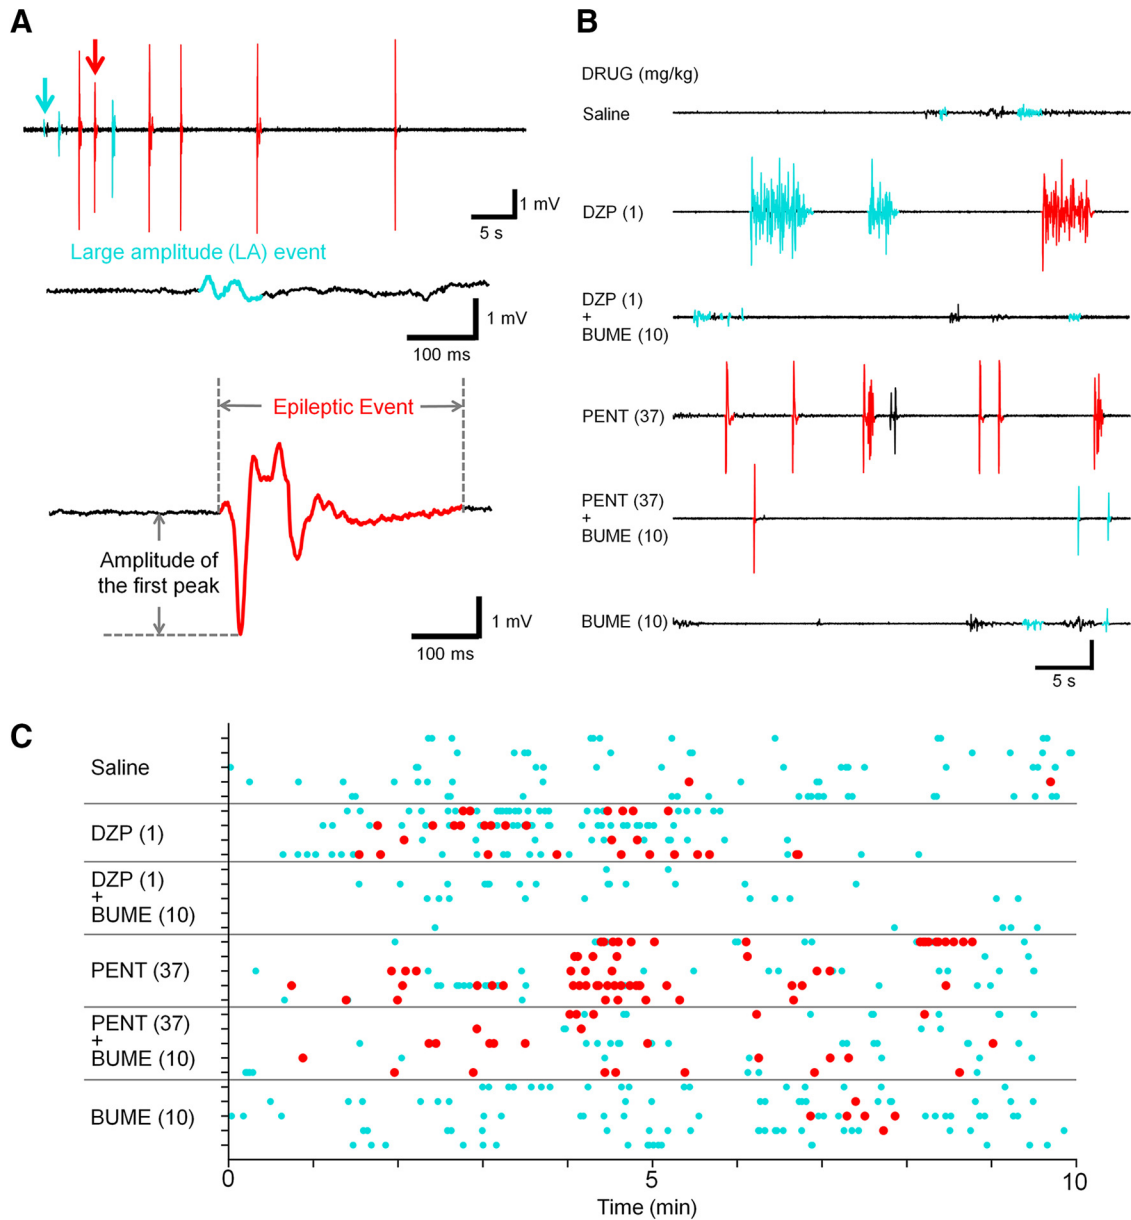 A
1 mV
5 s
Large amplitude (LA) event
1 mV
100 ms
Epileptic Event
Amplitude of
the first peak
1 mV
100 ms
B
DRUG (mg/kg)
Saline
DZP (1)
DZP (1)
+
BUME (10)
PENT (37)
PENT (37)
+
BUME (10)
BUME (10)
5 s
C
Saline
DZP (1)
DZP (1)
+
BUME (10)
PENT (37)
PENT (37)
+
BUME (10)
BUME (10)
0 5 10
Time (min)